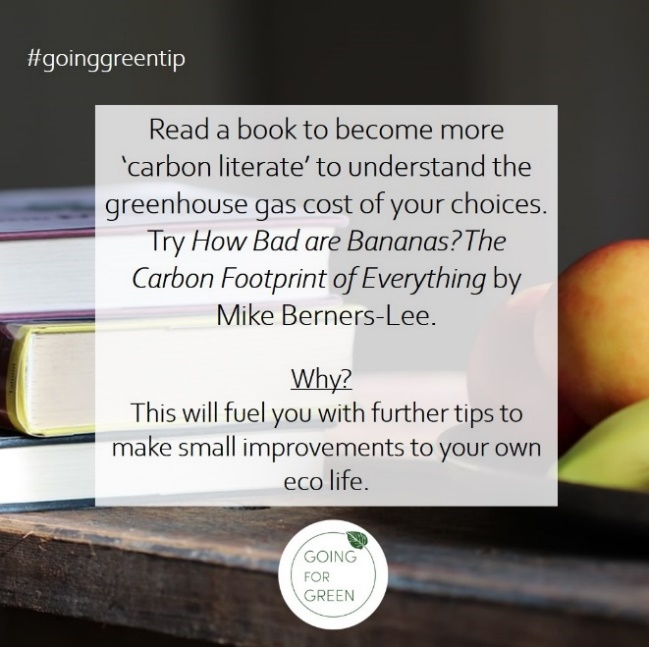 #goinggreentip
Read a book to become more
‘carbon literate’ to understand the
greenhouse gas cost of your choices.
Try How Bad are Bananas? The
Carbon Footprint of Everything by
Mike Berners-Lee.
Why?
This will fuel you with further tips to
make small improvements to your own
eco life.
GOING
FOR
GREEN